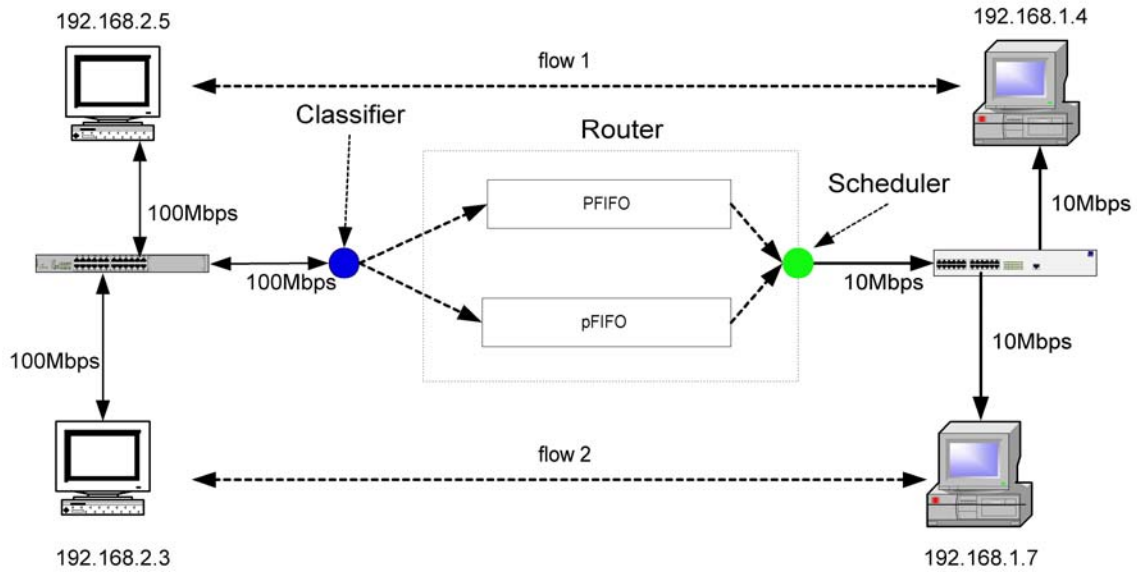 192.168.2.5
192.168.1.4
flow 1
Classifier
Router
Scheduler
PFIFO
100Mbps
10Mbps
100Mbps
10Mbps
pFIFO
100Mbps
10Mbps
flow 2
192.168.2.3
192.168.1.7